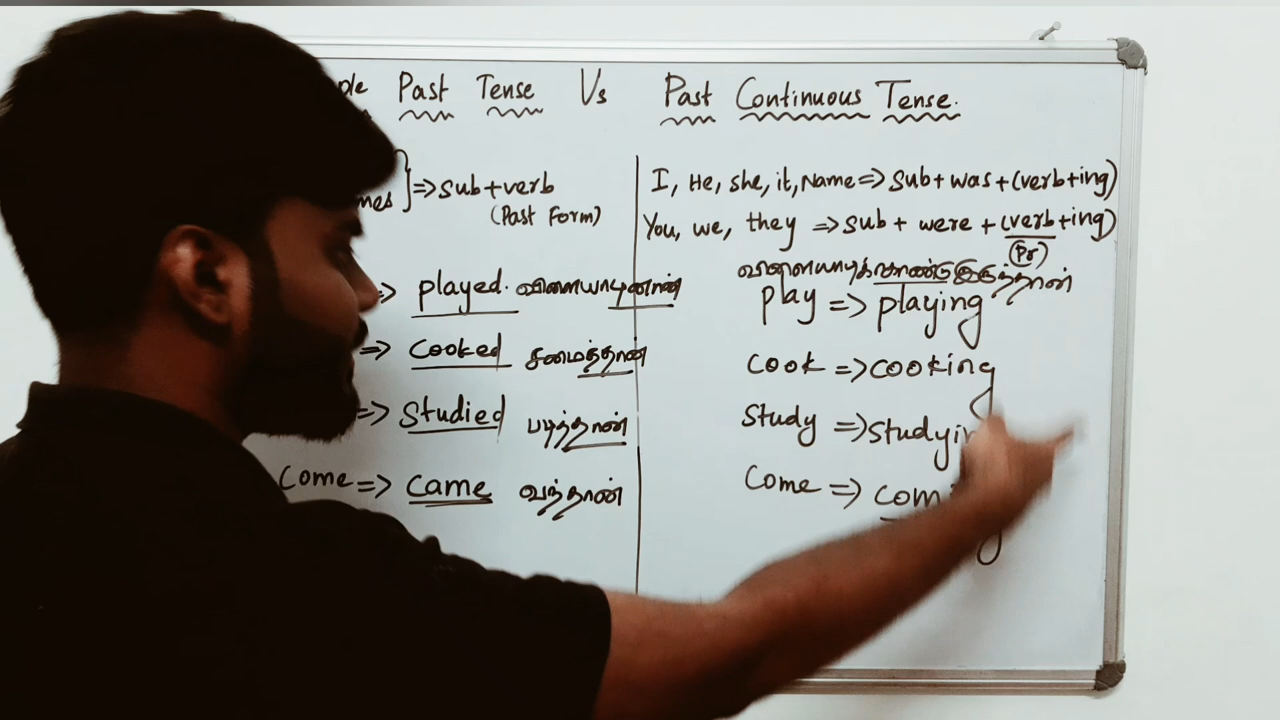 Past Tense Vs Past Continuous Tense.
} => sub+verb
(Past Form)
=> played. விளையாடினான்
=> Cooked சமைத்தான்
=> Studied படித்தான்
Come => came வந்தான்
I, He, she, it, Name => Sub + was + (verb+ing)
You, we, they => sub + were + (verb+ing)
(Pr)
விளையாடிக்கொண்டு இருந்தான்
play => playing
Cook => cooking
Study =>
Come =>